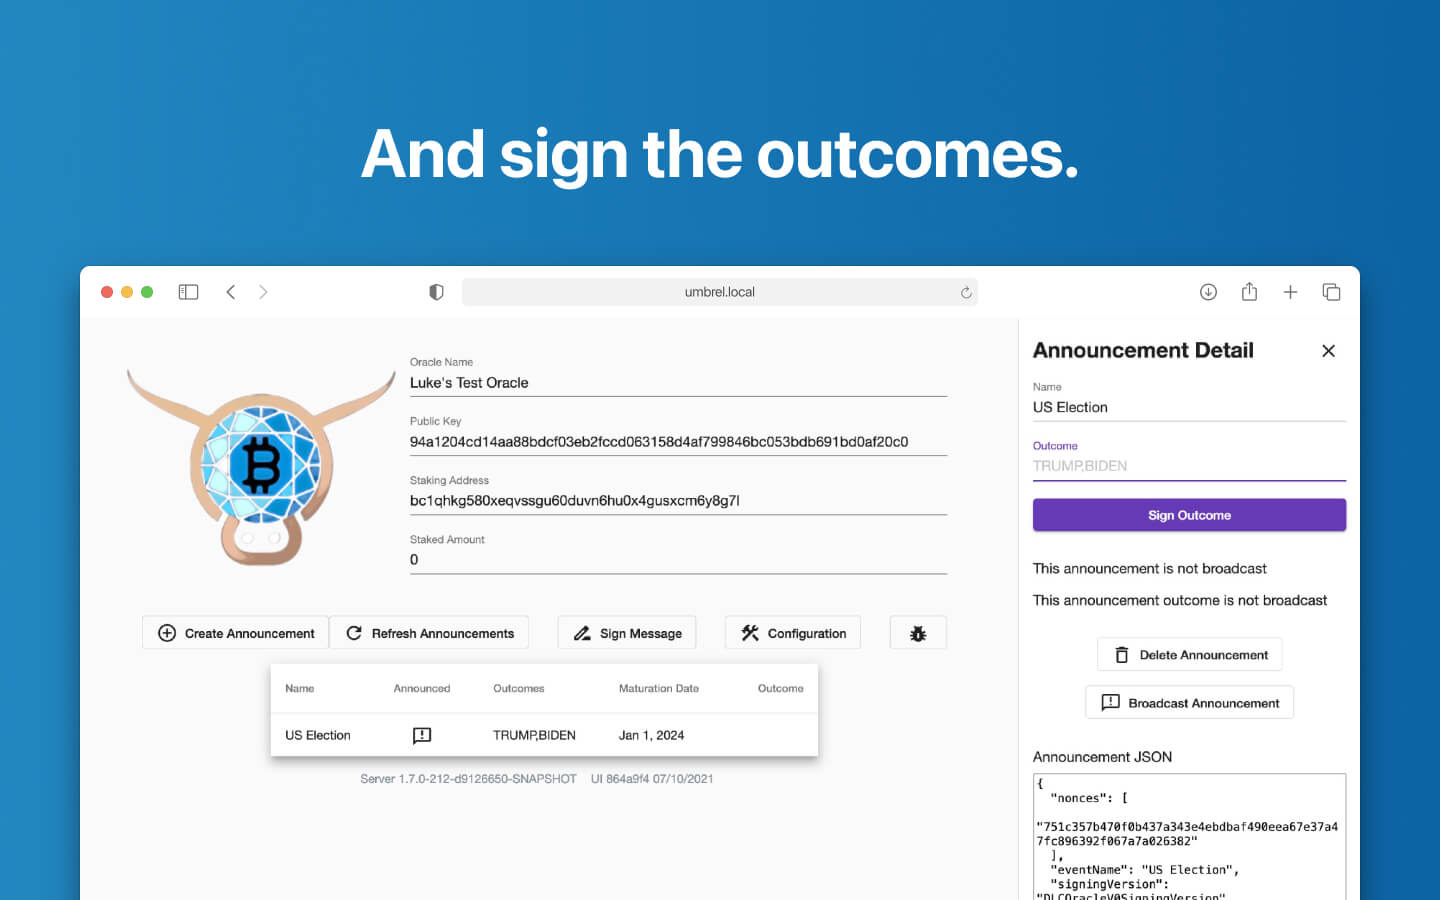 And sign the outcomes.
umbrel.local
Oracle Name
Luke's Test Oracle
Public Key
94a1204cd14aa88bdcf03eb2fccd063158d4af799846bc053bdb691bd0af20c0
Staking Address
bc1qhkg580xeqvssgu60duvn6hu0x4gusxcm6y8g7l
Staked Amount
0
Create Announcement
Refresh Announcements
Sign Message
Configuration
Name Announced Outcomes Maturation Date Outcome
US Election TRUMP,BIDEN Jan 1, 2024
Server 1.7.0-212-d9126650-SNAPSHOT UI 864a9f4 07/10/2021
Announcement Detail
Name
US Election
Outcome
TRUMP,BIDEN
Sign Outcome
This announcement is not broadcast
This announcement outcome is not broadcast
Delete Announcement
Broadcast Announcement
Announcement JSON
{
"nonces": [
"751c357b470f0b437a343e4ebdbaf490eea67e37a4
7fc896392f067a7a026382"
],
"eventName": "US Election",
"signingVersion":
"DLCOracleV0SigningVersion"